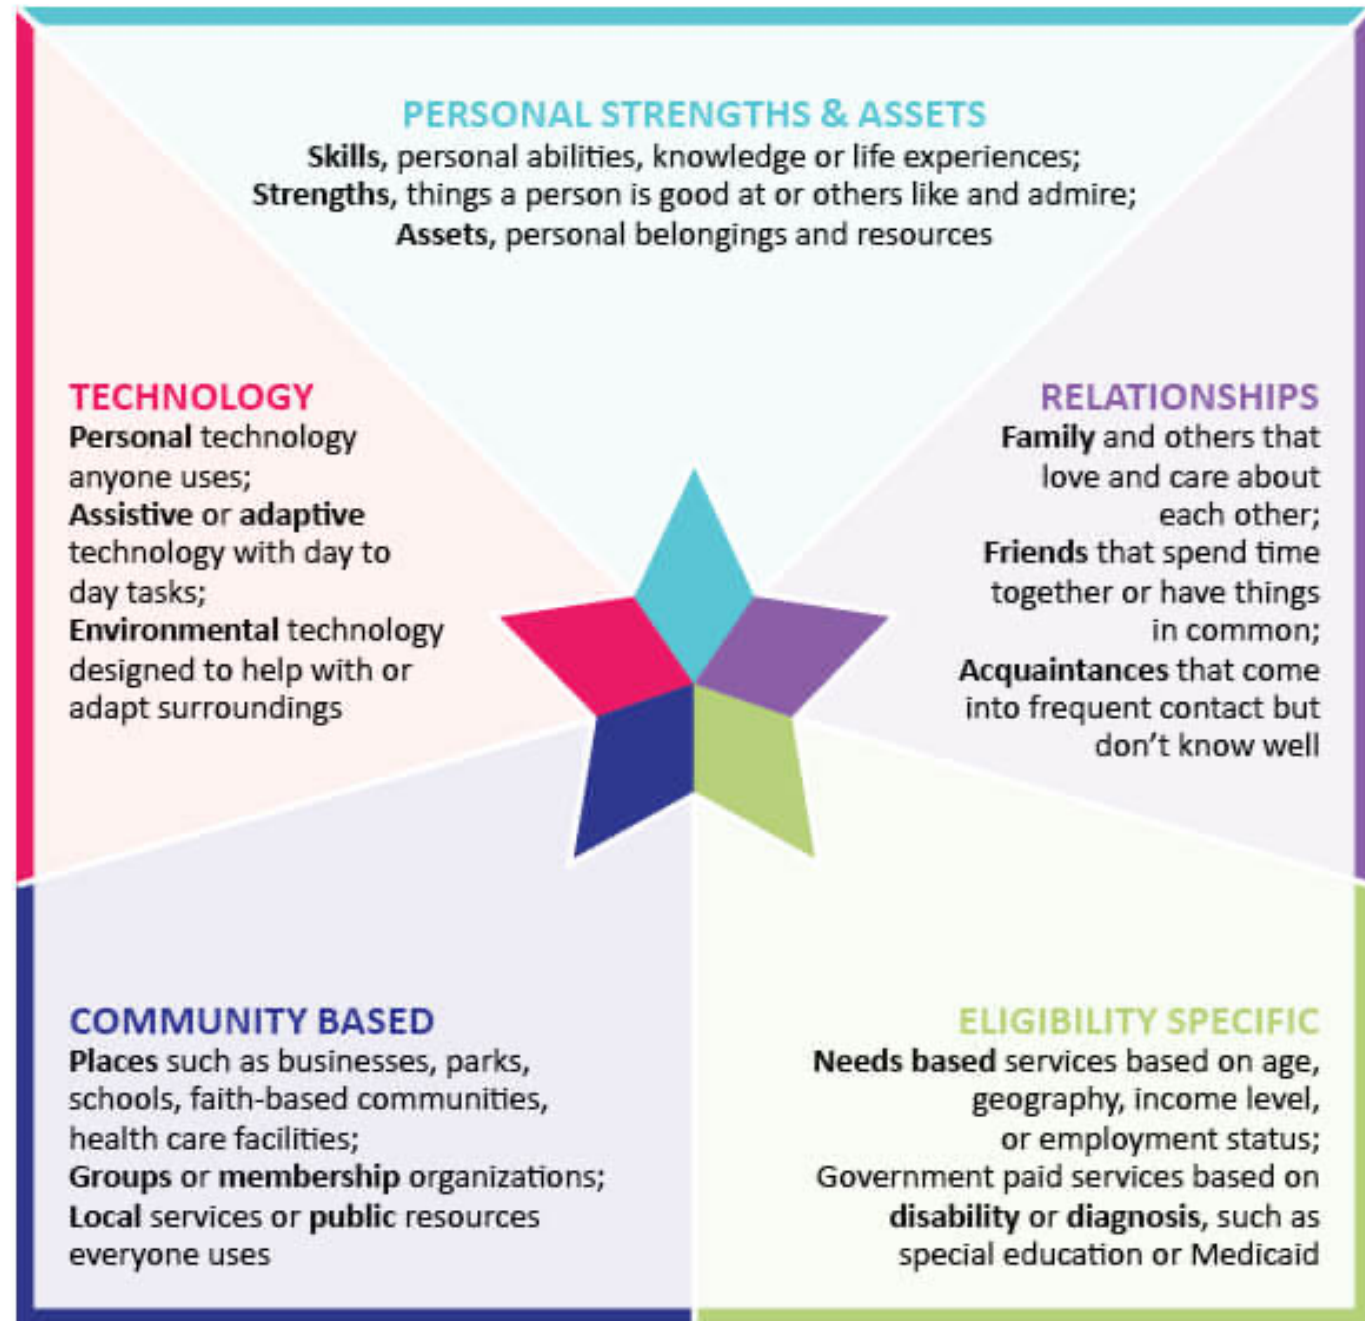 PERSONAL STRENGTHS & ASSETS
Skills, personal abilities, knowledge or life experiences;
Strengths, things a person is good at or others like and admire;
Assets, personal belongings and resources
TECHNOLOGY
Personal technology
anyone uses;
Assistive or adaptive
technology with day to
day tasks;
Environmental technology
designed to help with or
adapt surroundings
RELATIONSHIPS
Family and others that
love and care about
each other;
Friends that spend time
together or have things
in common;
Acquaintances that come
into frequent contact but
don't know well
COMMUNITY BASED
Places such as businesses, parks,
schools, faith-based communities,
health care facilities;
Groups or membership organizations;
Local services or public resources
everyone uses
ELIGIBILITY SPECIFIC
Needs based services based on age,
geography, income level,
or employment status;
Government paid services based on
disability or diagnosis, such as
special education or Medicaid